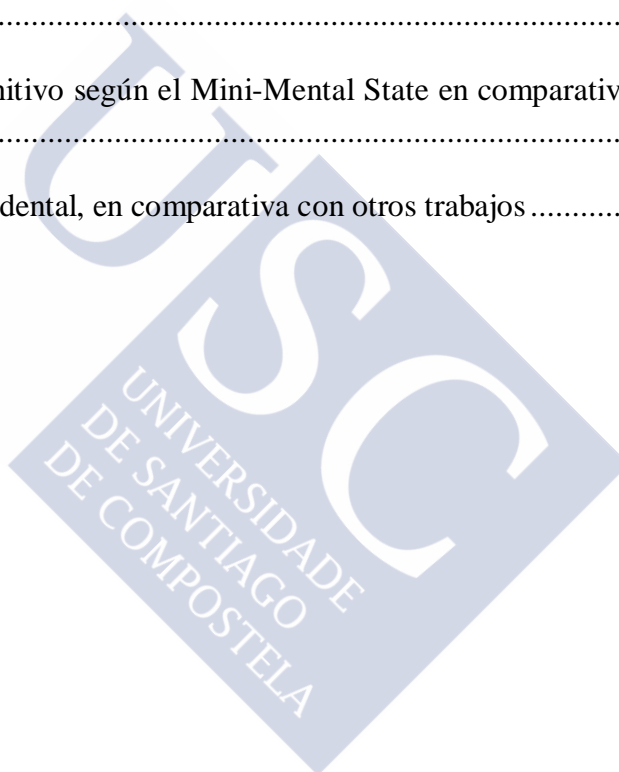 .....................................................................................
nitivo según el Mini-Mental State en comparativ
.....................................................................................
dental, en comparativa con otros trabajos ............
USC
UNIVERSIDADE
DE SANTIAGO
DE COMPOSTELA